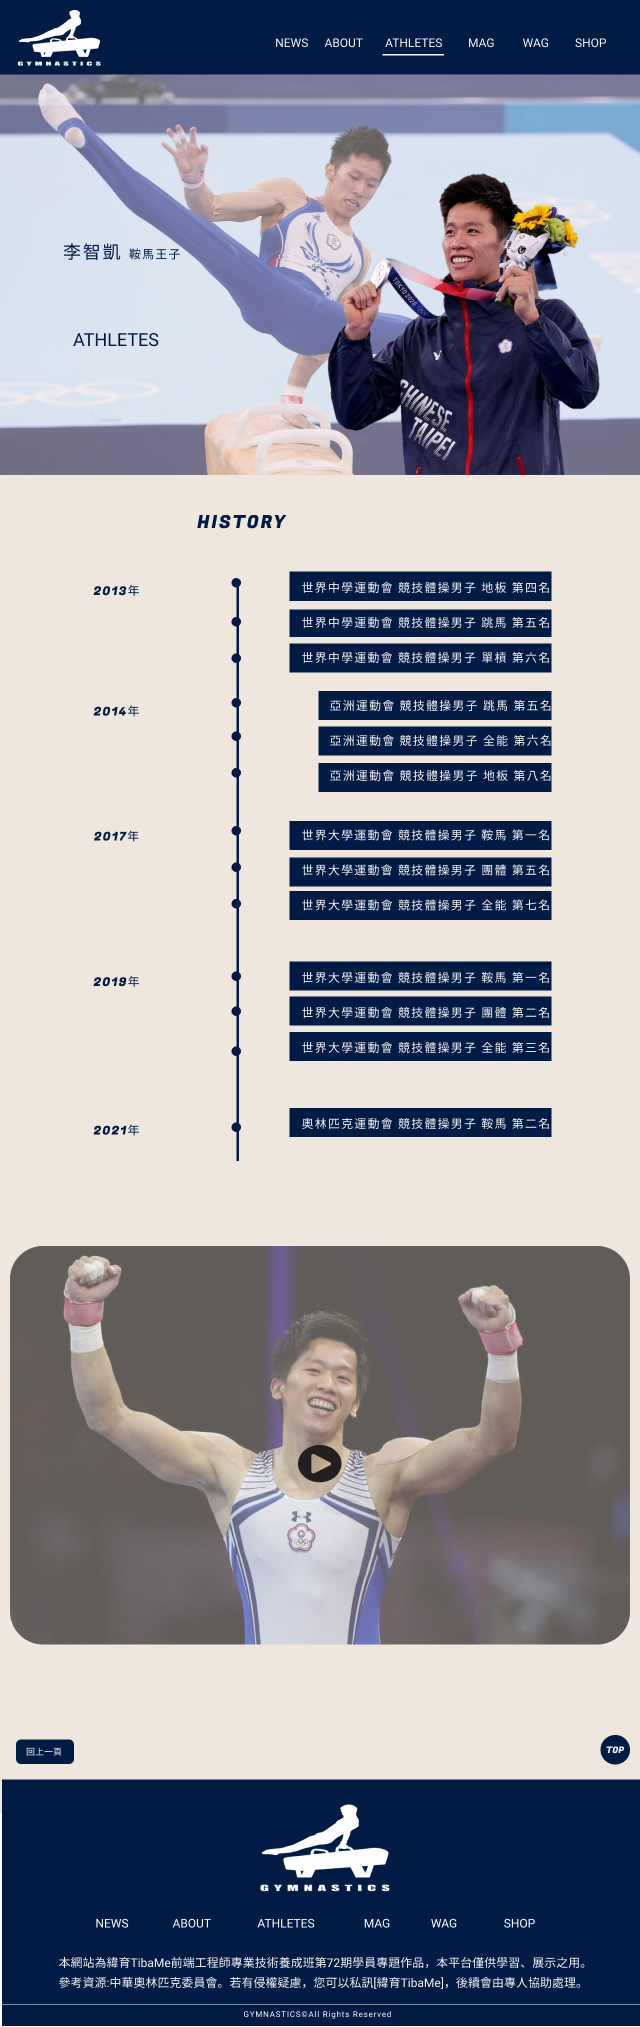 GYMNASTICS
NEWS ABOUT ATHLETES MAG WAG SHOP
李智凱 鞍馬王子
ATHLETES
TOKYO 2020
CHINESE
TAIPEI
HISTORY
2013年
世界中學運動會 競技體操男子 地板 第四名
世界中學運動會 競技體操男子 跳馬 第五名
世界中學運動會 競技體操男子 單槓 第六名
2014年
亞洲運動會 競技體操男子 跳馬 第五名
亞洲運動會 競技體操男子 全能 第六名
亞洲運動會 競技體操男子 地板 第八名
2017年
世界大學運動會 競技體操男子 鞍馬 第一名
世界大學運動會 競技體操男子 團體 第五名
世界大學運動會 競技體操男子 全能 第七名
2019年
世界大學運動會 競技體操男子 鞍馬 第一名
世界大學運動會 競技體操男子 團體 第二名
世界大學運動會 競技體操男子 全能 第三名
2021年
奧林匹克運動會 競技體操男子 鞍馬 第二名
回上一頁
TOP
GYMNASTICS
NEWS ABOUT ATHLETES MAG WAG SHOP
本網站為緯育TibaMe前端工程師專業技術養成班第72期學員專題作品，本平台僅供學習、展示之用。
參考資源:中華奧林匹克委員會。若有侵權疑慮，您可以私訊[緯育TibaMe]，後續會由專人協助處理。
GYMNASTICS©All Rights Reserved